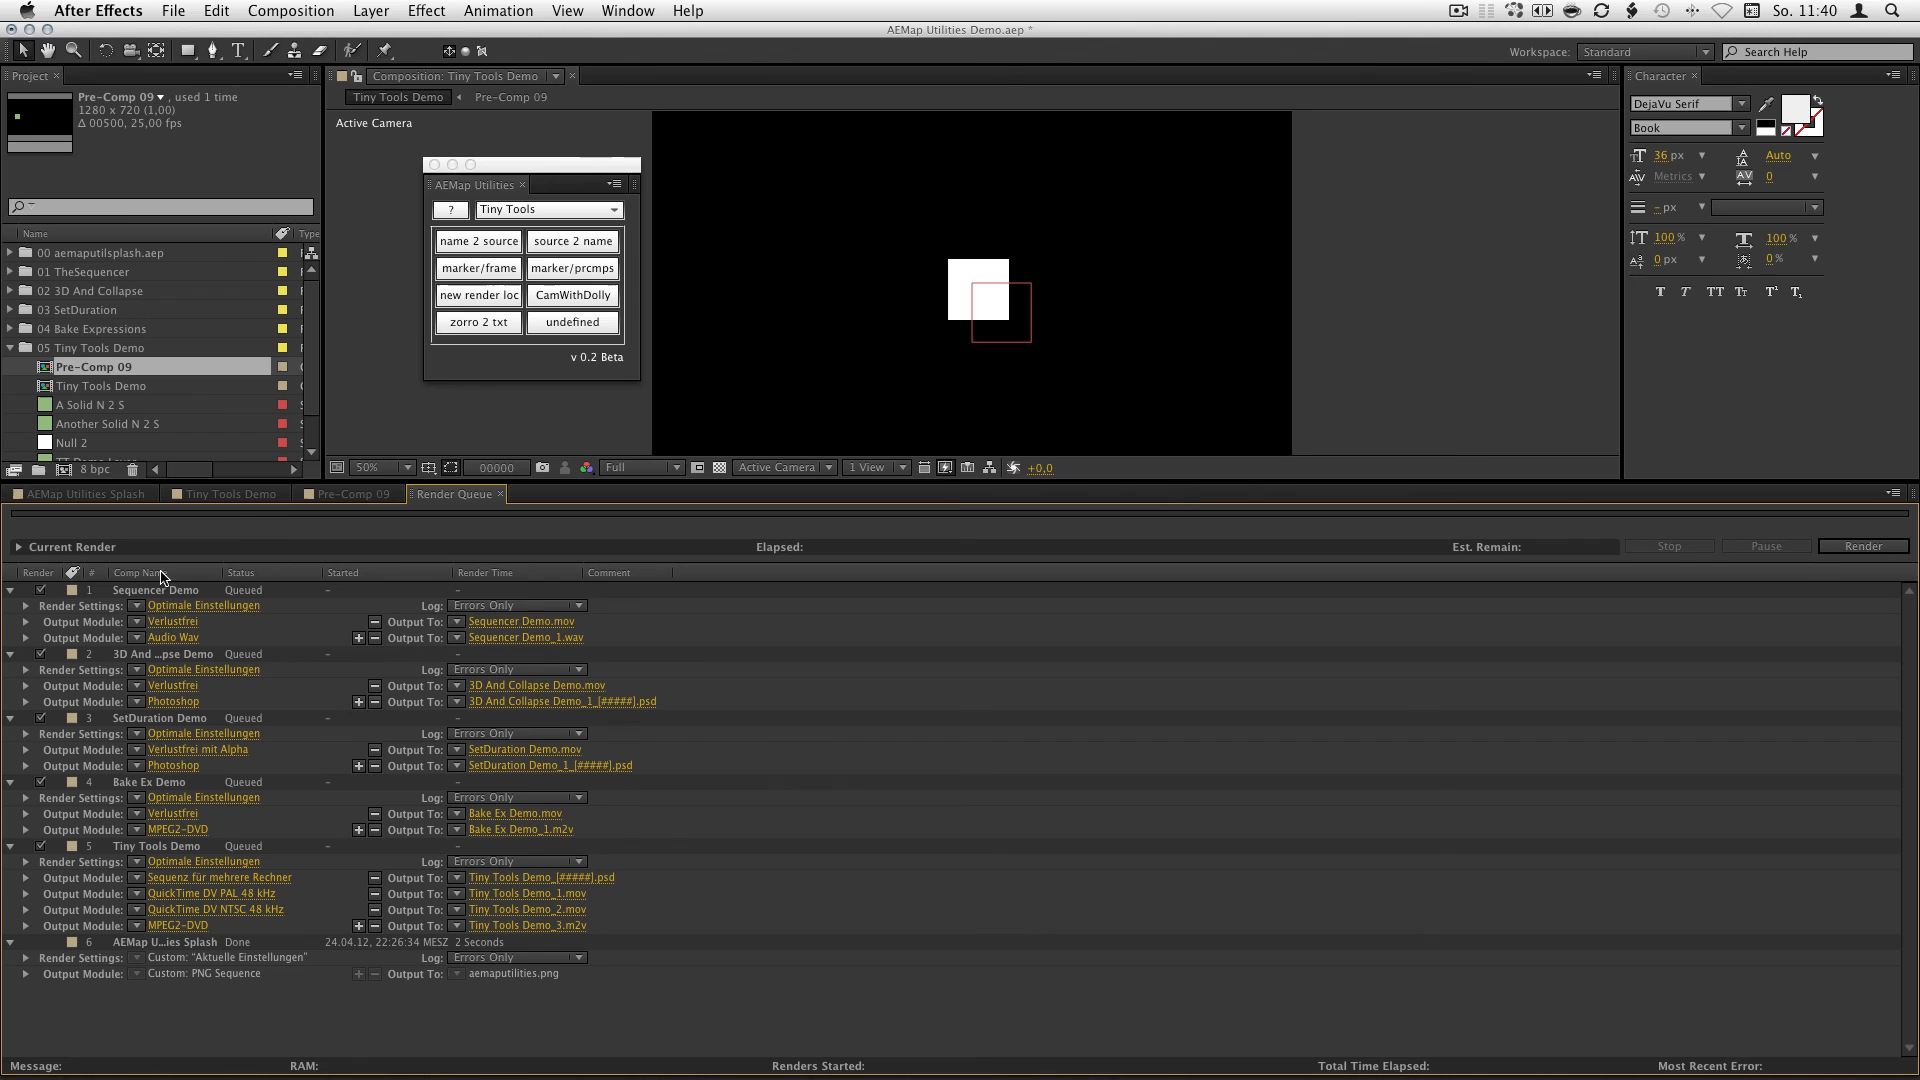 After Effects File Edit Composition Layer Effect Animation View Window Help So. 11:40
AEMap Utilities Demo.aep *
Workspace: Standard Search Help
Project
Pre-Comp 09 , used 1 time
1280 x 720 (1,00)
Δ 00500, 25,00 fps
Name Type
00 aemaputilsplash.aep
01 TheSequencer
02 3D And Collapse
03 SetDuration
04 Bake Expressions
05 Tiny Tools Demo
Pre-Comp 09
Tiny Tools Demo
A Solid N 2 S
Another Solid N 2 S
Null 2
8 bpc
Composition: Tiny Tools Demo
Tiny Tools Demo Pre-Comp 09
Active Camera
AEMap Utilities
? Tiny Tools
name 2 source source 2 name
marker/frame marker/prcmps
new render loc CamWithDolly
zorro 2 txt undefined
v 0.2 Beta
50% 00000 Full Active Camera 1 View +0,0
Character
DejaVu Serif
Book
36 px Auto
Metrics 0
- px
100 % 100 %
0 px 0 %
T T TT Tт T¹ T₁
AEMap Utilities Splash Tiny Tools Demo Pre-Comp 09 Render Queue
Current Render Elapsed: Est. Remain: Stop Pause Render
Render # Comp Name Status Started Render Time Comment
1 Sequencer Demo Queued - -
Render Settings: Optimale Einstellungen Log: Errors Only
Output Module: Verlustfrei Output To: Sequencer Demo.mov
Output Module: Audio Wav Output To: Sequencer Demo_1.wav
2 3D And ...pse Demo Queued - -
Render Settings: Optimale Einstellungen Log: Errors Only
Output Module: Verlustfrei Output To: 3D And Collapse Demo.mov
Output Module: Photoshop Output To: 3D And Collapse Demo_1_[#####].psd
3 SetDuration Demo Queued - -
Render Settings: Optimale Einstellungen Log: Errors Only
Output Module: Verlustfrei mit Alpha Output To: SetDuration Demo.mov
Output Module: Photoshop Output To: SetDuration Demo_1_[#####].psd
4 Bake Ex Demo Queued - -
Render Settings: Optimale Einstellungen Log: Errors Only
Output Module: Verlustfrei Output To: Bake Ex Demo.mov
Output Module: MPEG2-DVD Output To: Bake Ex Demo_1.m2v
5 Tiny Tools Demo Queued - -
Render Settings: Optimale Einstellungen Log: Errors Only
Output Module: Sequenz für mehrere Rechner Output To: Tiny Tools Demo_[#####].psd
Output Module: QuickTime DV PAL 48 kHz Output To: Tiny Tools Demo_1.mov
Output Module: QuickTime DV NTSC 48 kHz Output To: Tiny Tools Demo_2.mov
Output Module: MPEG2-DVD Output To: Tiny Tools Demo_3.m2v
6 AEMap U...ies Splash Done 24.04.12, 22:26:34 MESZ 2 Seconds
Render Settings: Custom: "Aktuelle Einstellungen" Log: Errors Only
Output Module: Custom: PNG Sequence Output To: aemaputilities.png
Message: RAM: Renders Started: Total Time Elapsed: Most Recent Error: